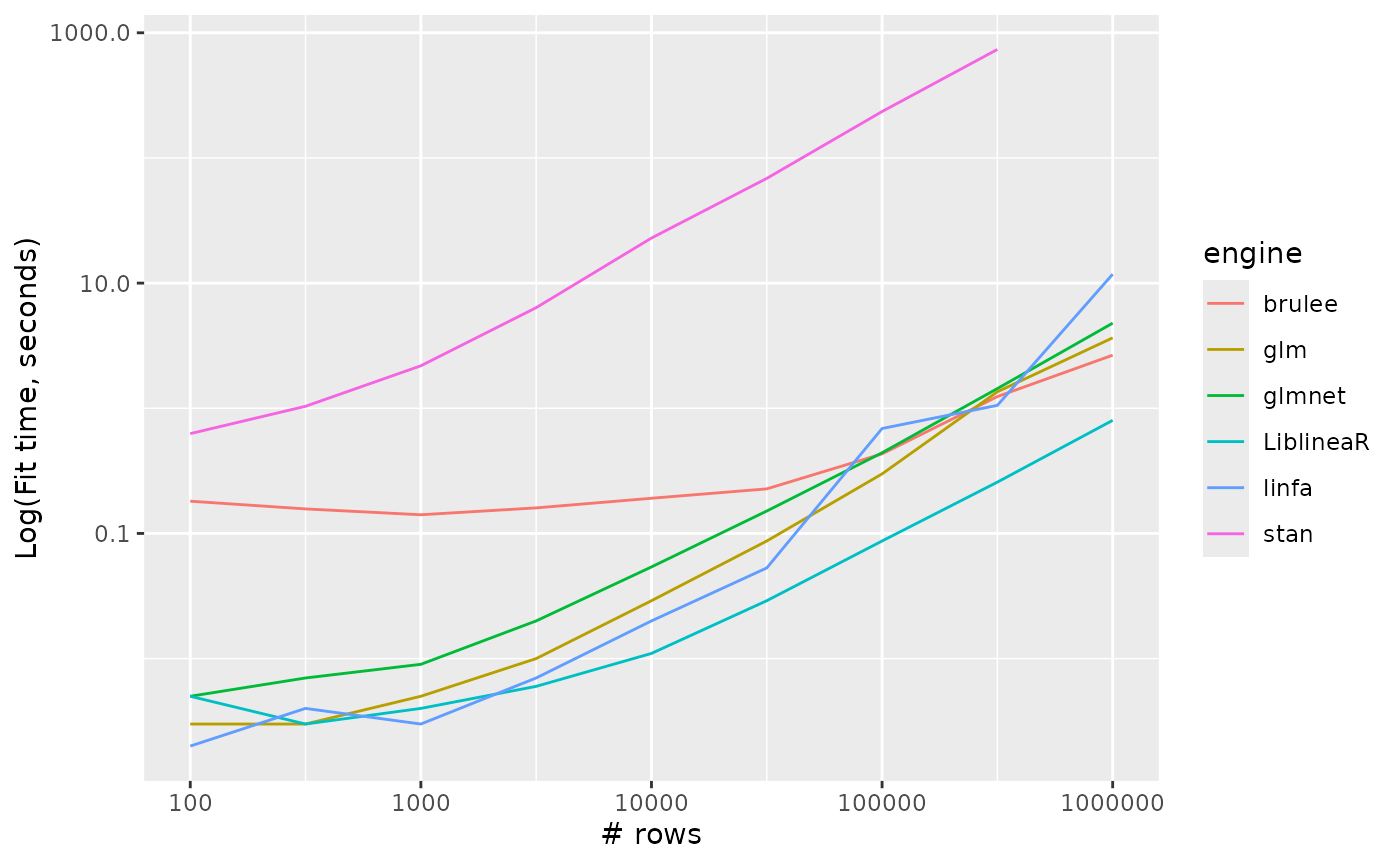 Log(Fit time, seconds)
1000.0
10.0
0.1
100 1000 10000 100000 1000000
# rows
engine
brulee
glm
glmnet
LiblineaR
linfa
stan